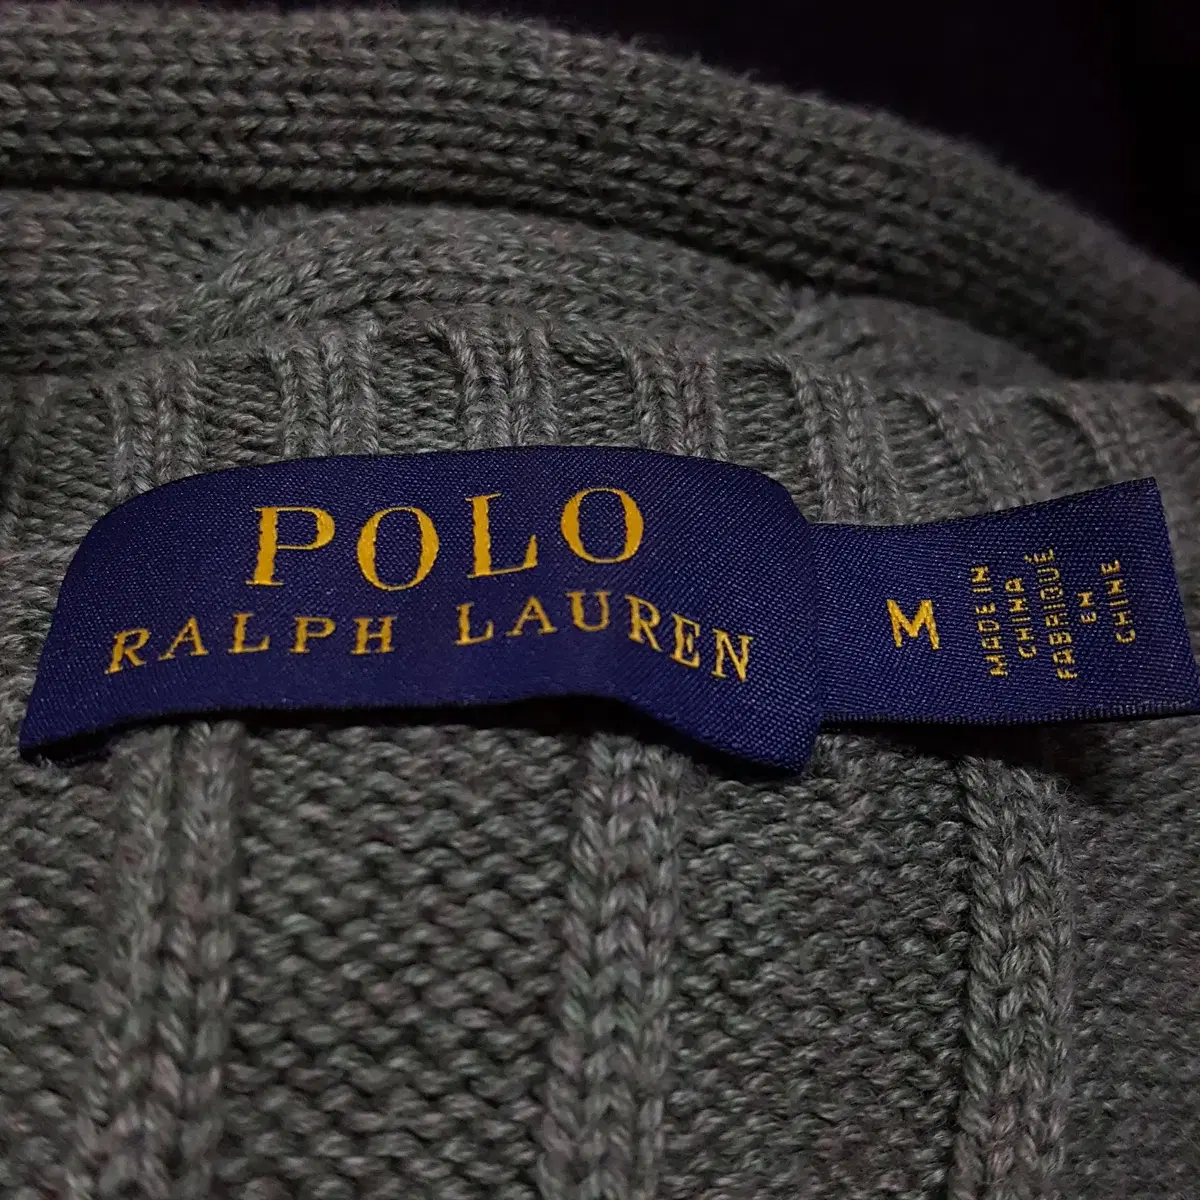 POLO
RALPH LAUREN
M
MADE IN
CHINA
FABRIQUÉ
EN
CHINE